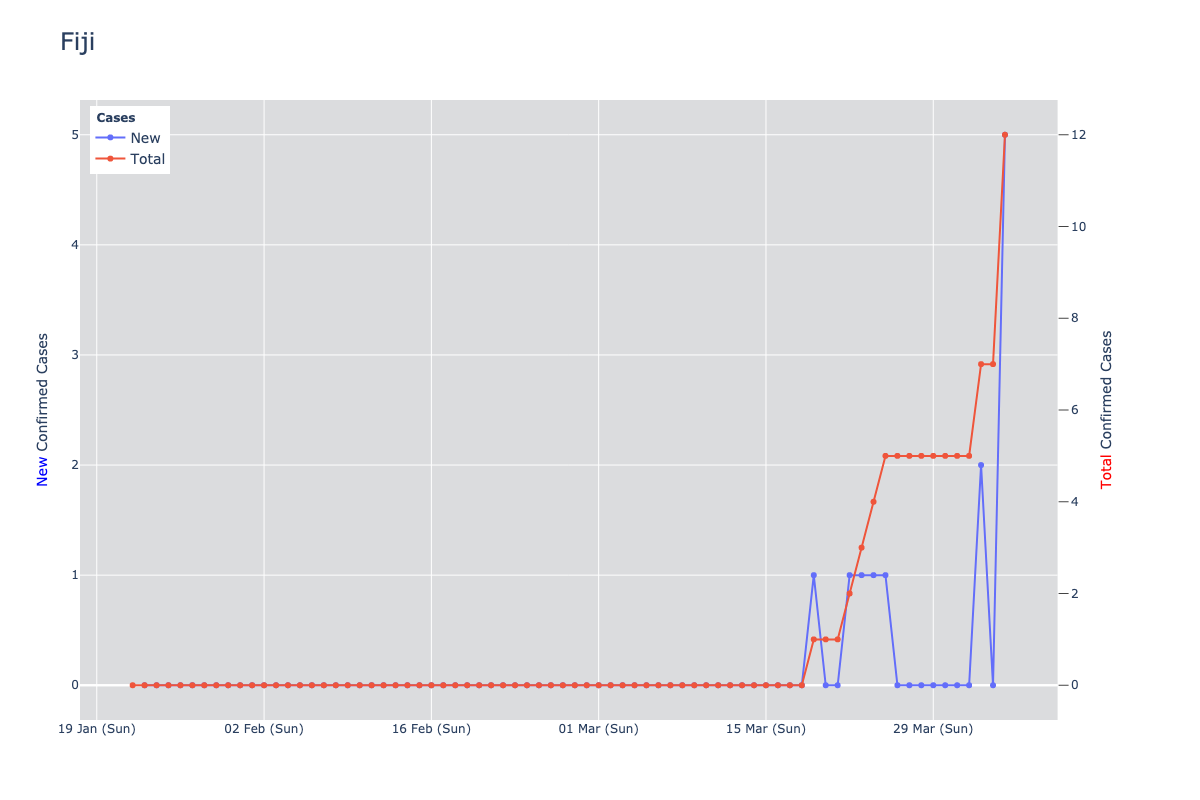 Fiji
Cases
New
Total
5
4
3
2
1
0
12
10
8
6
4
2
0
New Confirmed Cases
Total Confirmed Cases
19 Jan (Sun)
02 Feb (Sun)
16 Feb (Sun)
01 Mar (Sun)
15 Mar (Sun)
29 Mar (Sun)